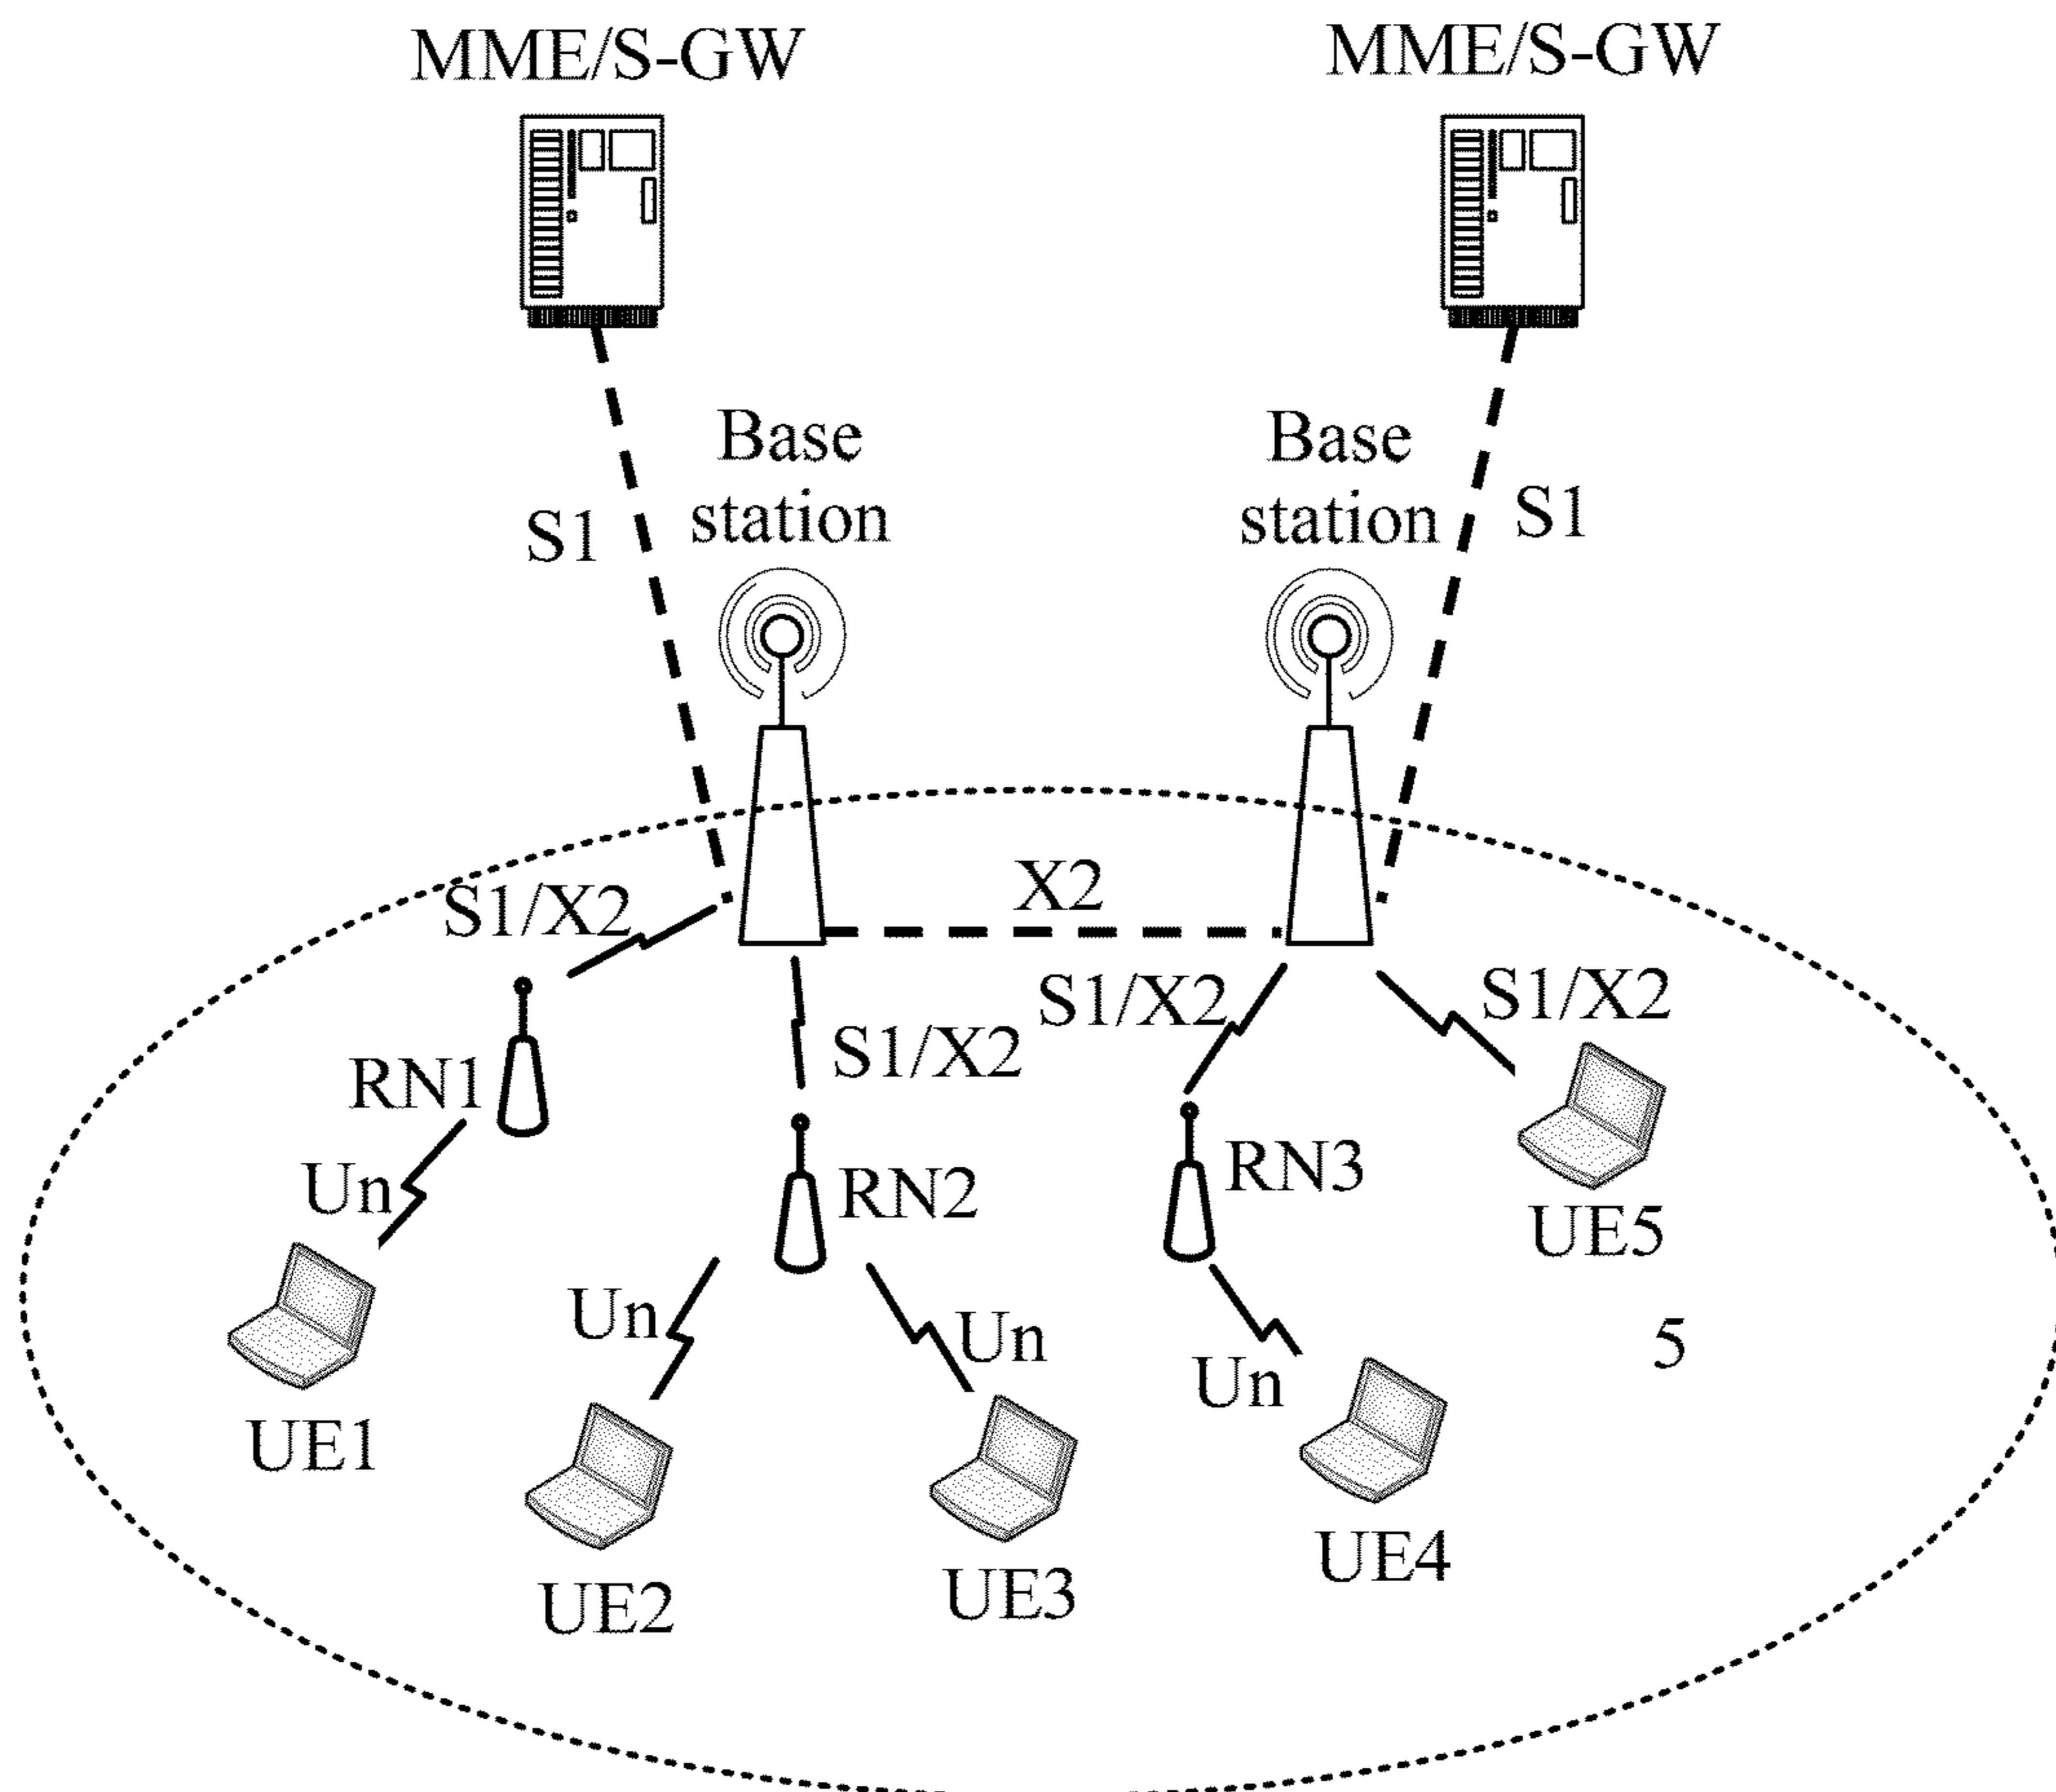 MME/S-GW
MME/S-GW
Base
station
Base
station
S1
S1
X2
S1/X2
S1/X2
S1/X2
S1/X2
RN1
RN2
RN3
Un
Un
Un
Un
UE5
5
UE1
UE2
UE3
UE4